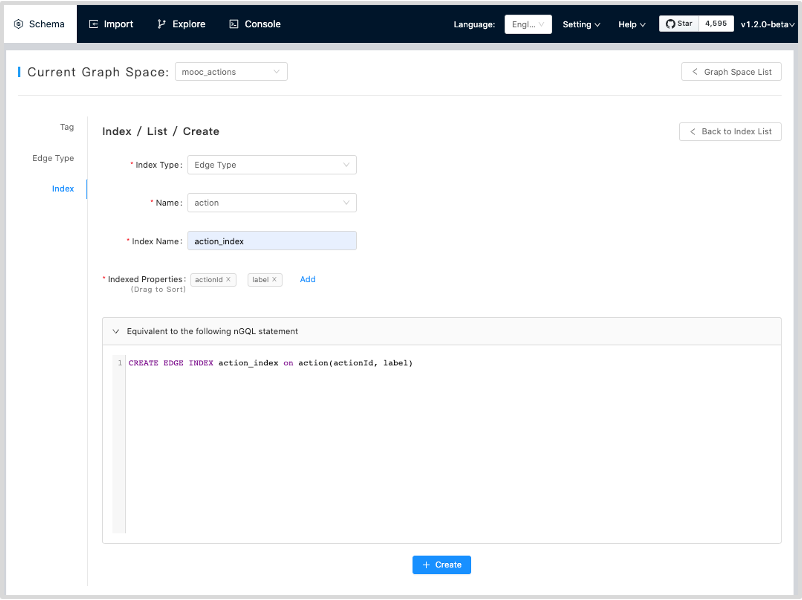 Schema Import Explore Console Language: Engl... Setting Help Star 4,595 v1.2.0-beta
Current Graph Space: mooc_actions Graph Space List
Tag
Edge Type
Index
Index / List / Create Back to Index List
* Index Type: Edge Type
* Name: action
* Index Name: action_index
* Indexed Properties: actionId × label × Add
(Drag to Sort)
Equivalent to the following nGQL statement
1 CREATE EDGE INDEX action_index on action(actionId, label)
+ Create